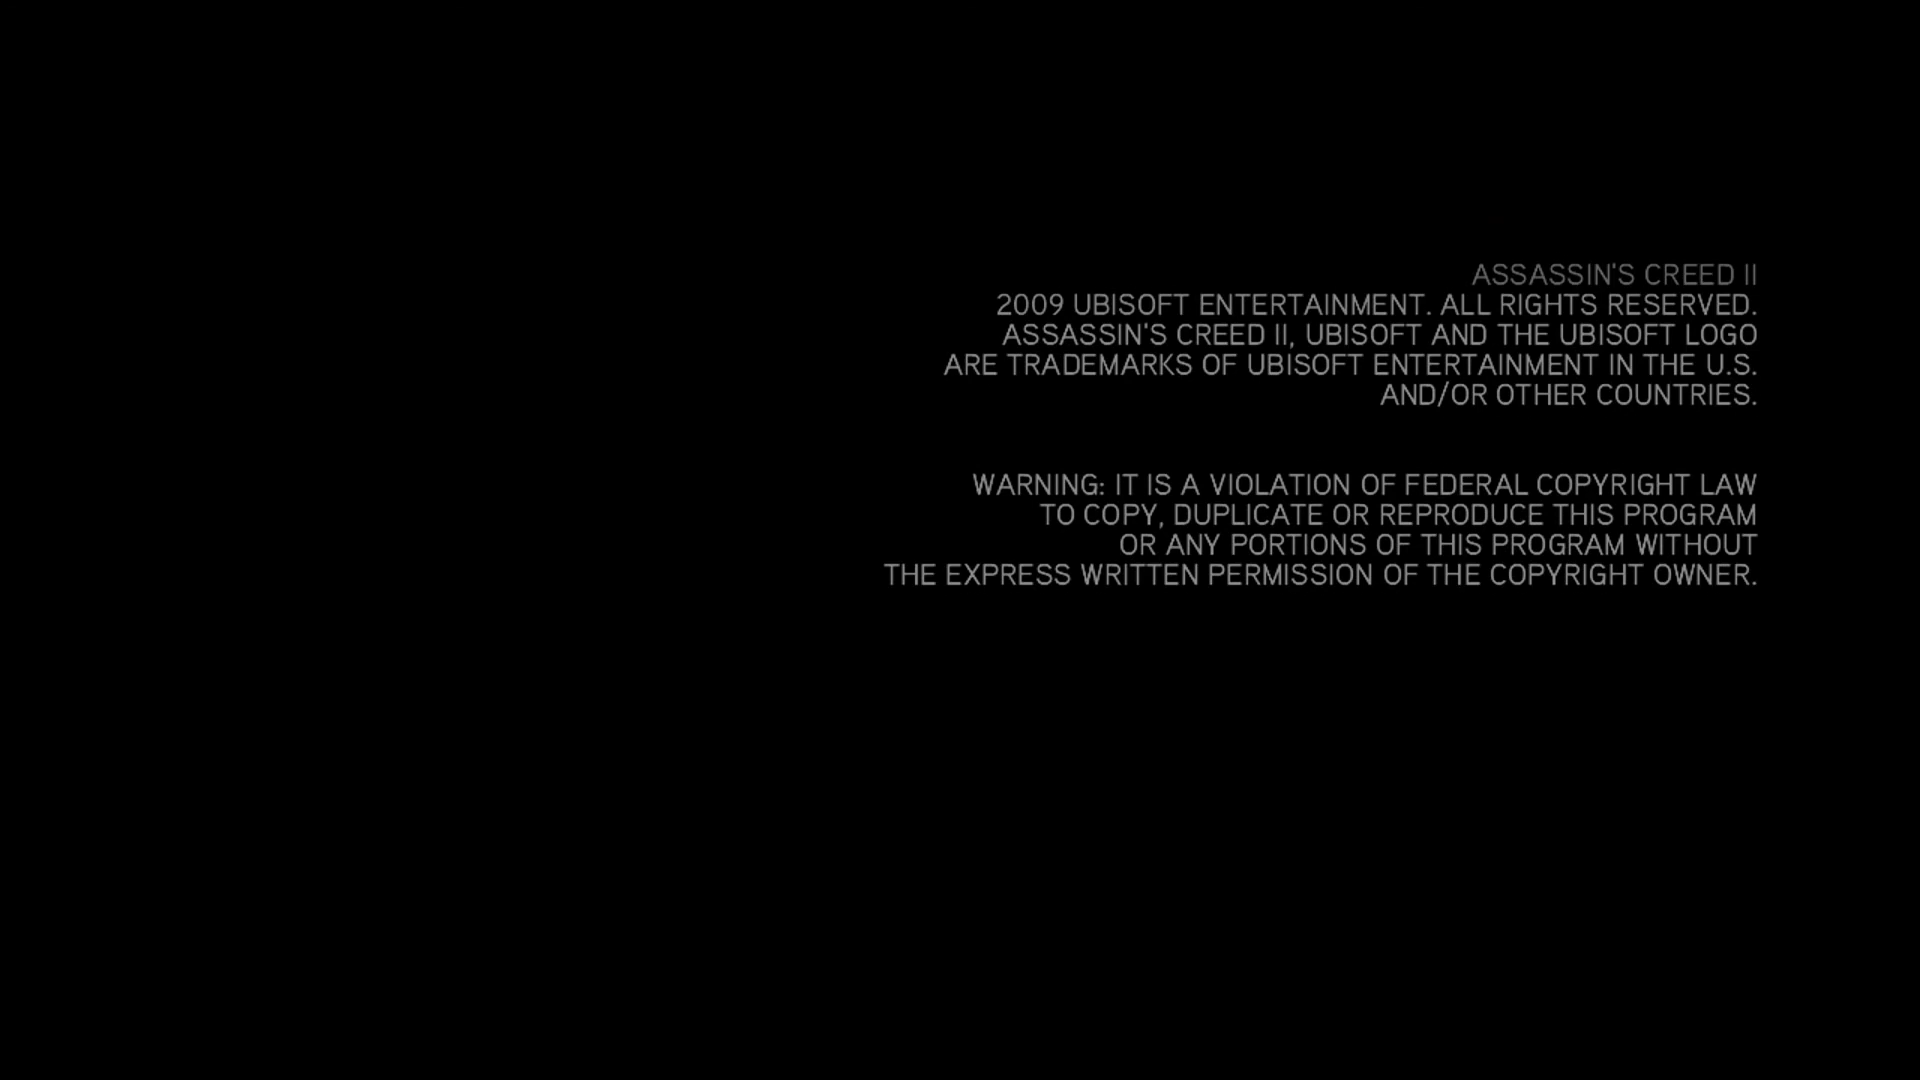 ASSASSIN'S CREED II
2009 UBISOFT ENTERTAINMENT. ALL RIGHTS RESERVED.
ASSASSIN'S CREED II, UBISOFT AND THE UBISOFT LOGO
ARE TRADEMARKS OF UBISOFT ENTERTAINMENT IN THE U.S.
AND/OR OTHER COUNTRIES.
WARNING: IT IS A VIOLATION OF FEDERAL COPYRIGHT LAW
TO COPY, DUPLICATE OR REPRODUCE THIS PROGRAM
OR ANY PORTIONS OF THIS PROGRAM WITHOUT
THE EXPRESS WRITTEN PERMISSION OF THE COPYRIGHT OWNER.